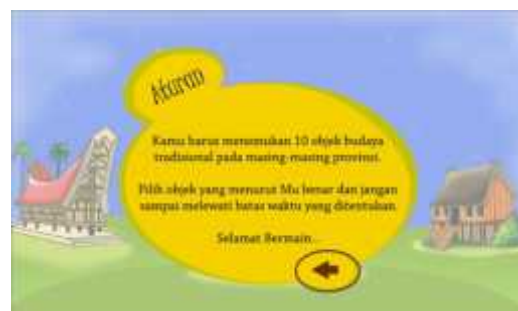 Aturan
Kamu harus menemukan 10 objek budaya
tradisional pada masing-masing provinsi.
Pilih objek yang menurut Mu benar dan jangan
sampai melewati batas waktu yang ditentukan.
Selamat Bermain...